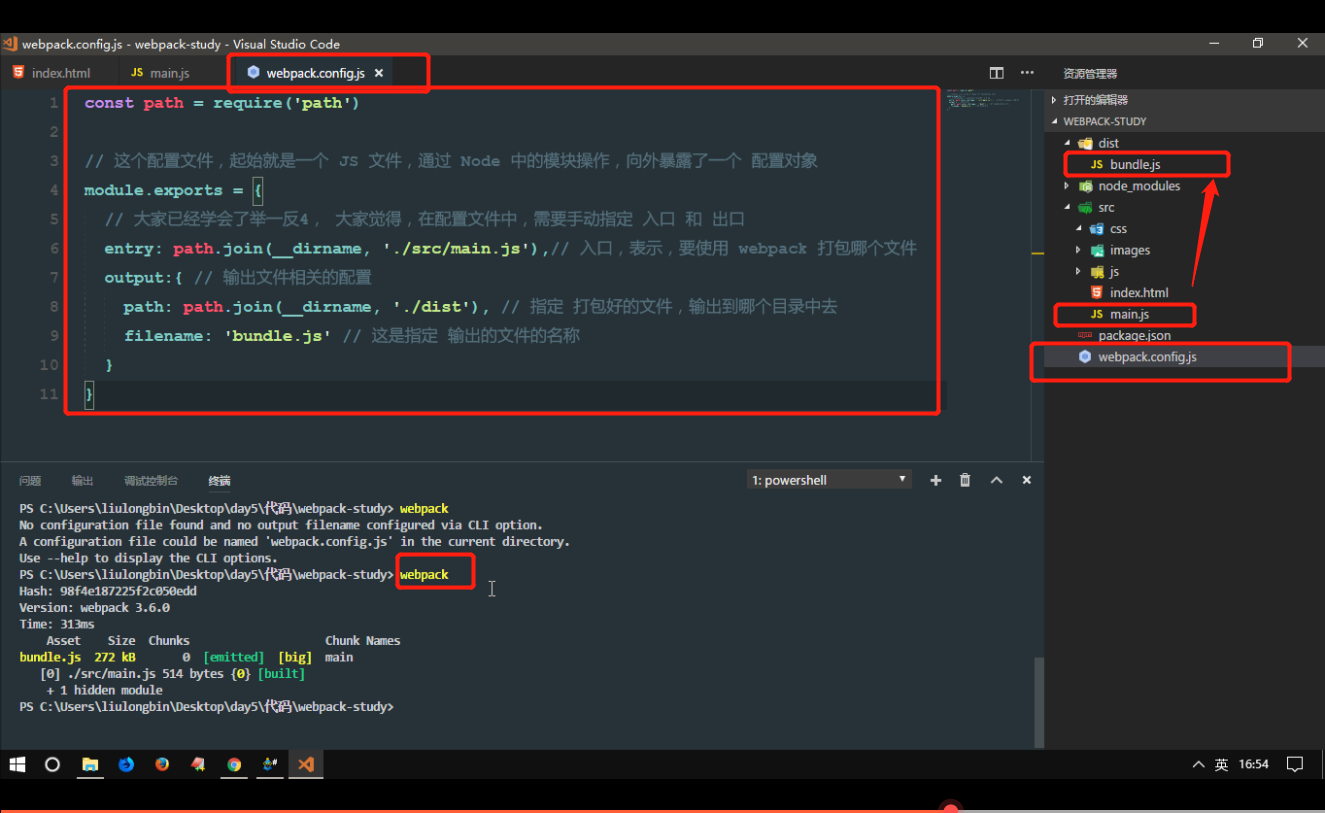 webpack.config.js - webpack-study - Visual Studio Code
index.html
JS main.js
webpack.config.js ×
1 const path = require('path')
2
3 // 这个配置文件，起始就是一个 JS 文件，通过 Node 中的模块操作，向外暴露了一个 配置对象
4 module.exports = {
5 // 大家已经学会了举一反4， 大家觉得，在配置文件中，需要手动指定 入口 和 出口
6 entry: path.join(__dirname, './src/main.js'),// 入口，表示，要使用 webpack 打包哪个文件
7 output:{ // 输出文件相关的配置
8 path: path.join(__dirname, './dist'), // 指定 打包好的文件，输出到哪个目录中去
9 filename: 'bundle.js' // 这是指定 输出的文件的名称
10 }
11 }
资源管理器
打开的编辑器
WEBPACK-STUDY
dist
JS bundle.js
node_modules
src
css
images
js
index.html
JS main.js
package.json
webpack.config.js
问题 输出 调试控制台 终端
1: powershell
PS C:\Users\liulongbin\Desktop\day5\代码\webpack-study> webpack
No configuration file found and no output filename configured via CLI option.
A configuration file could be named 'webpack.config.js' in the current directory.
Use --help to display the CLI options.
PS C:\Users\liulongbin\Desktop\day5\代码\webpack-study> webpack
Hash: 98f4e187225f2c050edd
Version: webpack 3.6.0
Time: 313ms
Asset Size Chunks Chunk Names
bundle.js 272 kB 0 [emitted] [big] main
[0] ./src/main.js 514 bytes {0} [built]
+ 1 hidden module
PS C:\Users\liulongbin\Desktop\day5\代码\webpack-study>
英 16:54